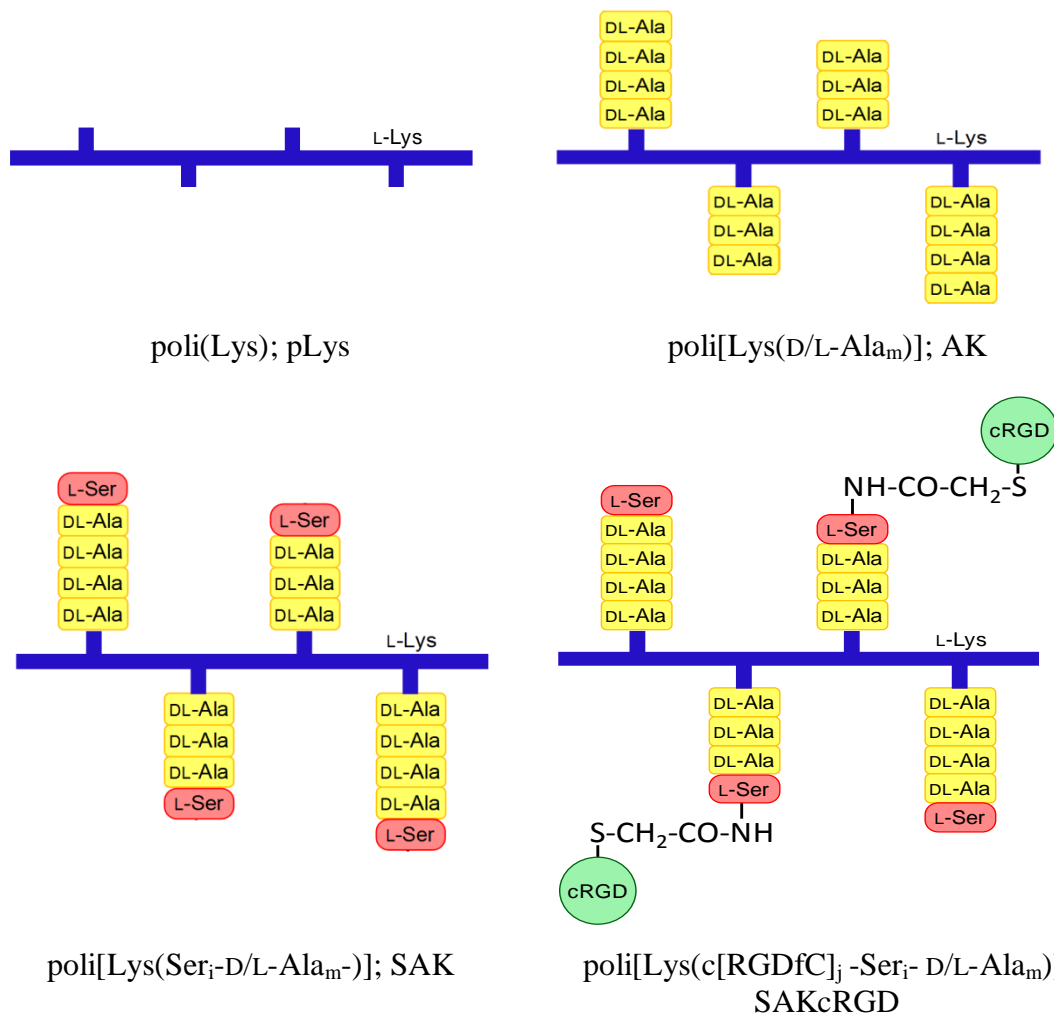 L-Lys
poli(Lys); pLys
DL-Ala
DL-Ala
DL-Ala
DL-Ala
DL-Ala
DL-Ala
DL-Ala
L-Lys
DL-Ala
DL-Ala
DL-Ala
DL-Ala
DL-Ala
DL-Ala
DL-Ala
poli[Lys(D/L-Alaₘ)]; AK
L-Ser
DL-Ala
DL-Ala
DL-Ala
DL-Ala
L-Ser
DL-Ala
DL-Ala
DL-Ala
L-Lys
DL-Ala
DL-Ala
DL-Ala
L-Ser
DL-Ala
DL-Ala
DL-Ala
DL-Ala
L-Ser
poli[Lys(Serᵢ-D/L-Alaₘ-)]; SAK
cRGD
NH-CO-CH₂-S
L-Ser
DL-Ala
DL-Ala
DL-Ala
DL-Ala
L-Ser
DL-Ala
DL-Ala
DL-Ala
L-Lys
DL-Ala
DL-Ala
DL-Ala
L-Ser
DL-Ala
DL-Ala
DL-Ala
DL-Ala
L-Ser
S-CH₂-CO-NH
cRGD
poli[Lys(c[RGDfC]ⱼ -Serᵢ- D/L-Alaₘ)]
SAKcRGD